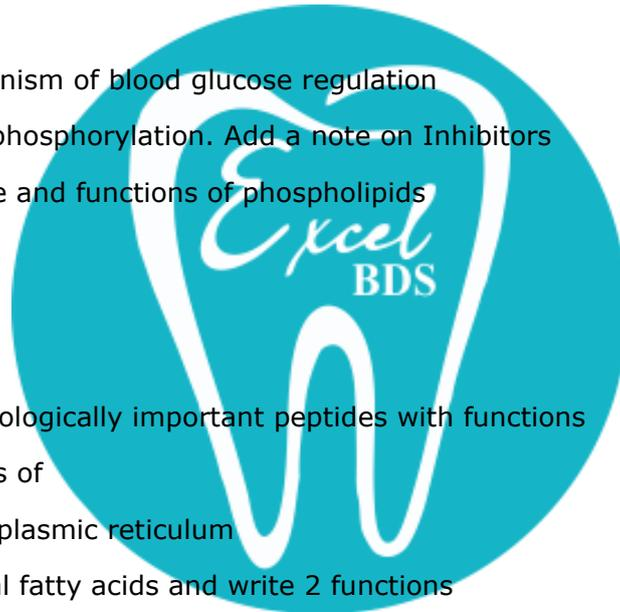 nism of blood glucose regulation
phosphorylation. Add a note on Inhibitors
e and functions of phospholipids
Excel
BDS
ologically important peptides with functions
s of
plasmic reticulum
l fatty acids and write 2 functions